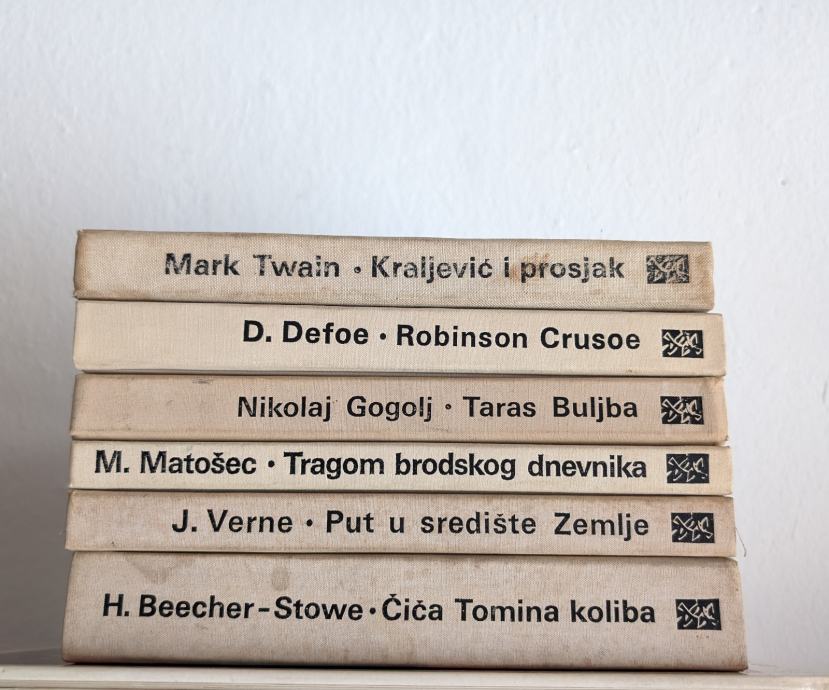 Mark Twain • Kraljević i prosjak
D. Defoe • Robinson Crusoe
Nikolaj Gogolj • Taras Buljba
M. Matošec • Tragom brodskog dnevnika
J. Verne • Put u središte Zemlje
H. Beecher-Stowe • Čiča Tomina koliba